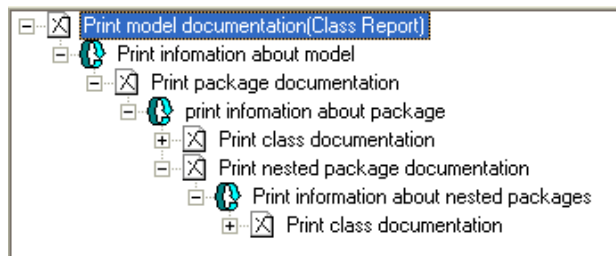 Print model documentation(Class Report)
Print infomation about model
Print package documentation
print infomation about package
Print class documentation
Print nested package documentation
Print information about nested packages
Print class documentation